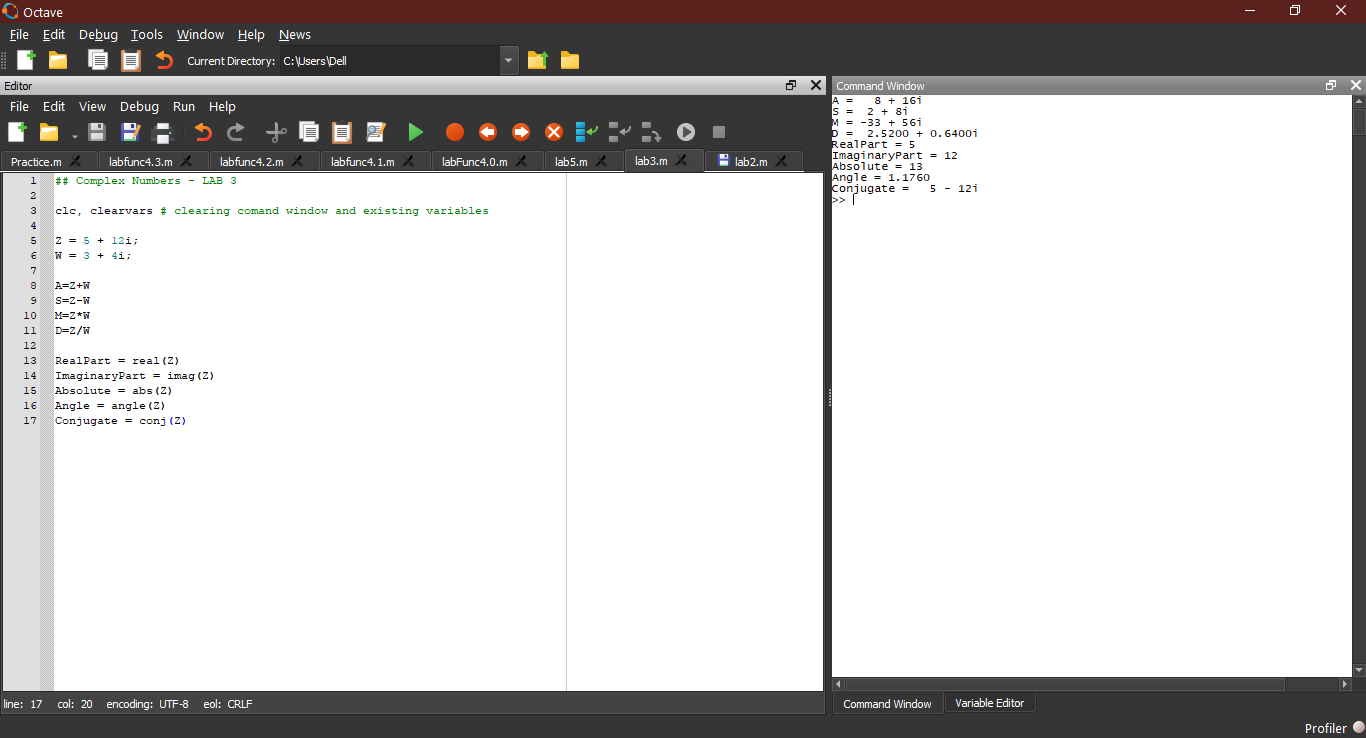 Octave
File Edit Debug Tools Window Help News
Current Directory: C:\Users\Dell
Editor
File Edit View Debug Run Help
Practice.m labfunc4.3.m labfunc4.2.m labfunc4.1.m labFunc4.0.m lab5.m lab3.m lab2.m
1 ## Complex Numbers - LAB 3
2
3 clc, clearvars # clearing comand window and existing variables
4
5 Z = 5 + 12i;
6 W = 3 + 4i;
7
8 A=Z+W
9 S=Z-W
10 M=Z*W
11 D=Z/W
12
13 RealPart = real(Z)
14 ImaginaryPart = imag(Z)
15 Absolute = abs(Z)
16 Angle = angle(Z)
17 Conjugate = conj(Z)
line: 17 col: 20 encoding: UTF-8 eol: CRLF
Command Window
A = 8 + 16i
S = 2 + 8i
M = -33 + 56i
D = 2.5200 + 0.6400i
RealPart = 5
ImaginaryPart = 12
Absolute = 13
Angle = 1.1760
Conjugate = 5 - 12i
>>
Command Window Variable Editor
Profiler